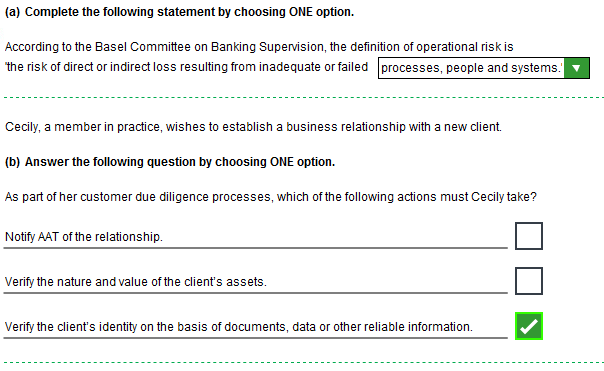 (a) Complete the following statement by choosing ONE option.
According to the Basel Committee on Banking Supervision, the definition of operational risk is
'the risk of direct or indirect loss resulting from inadequate or failed processes, people and systems.'
Cecily, a member in practice, wishes to establish a business relationship with a new client.
(b) Answer the following question by choosing ONE option.
As part of her customer due diligence processes, which of the following actions must Cecily take?
Notify AAT of the relationship.
Verify the nature and value of the client's assets.
Verify the client's identity on the basis of documents, data or other reliable information.